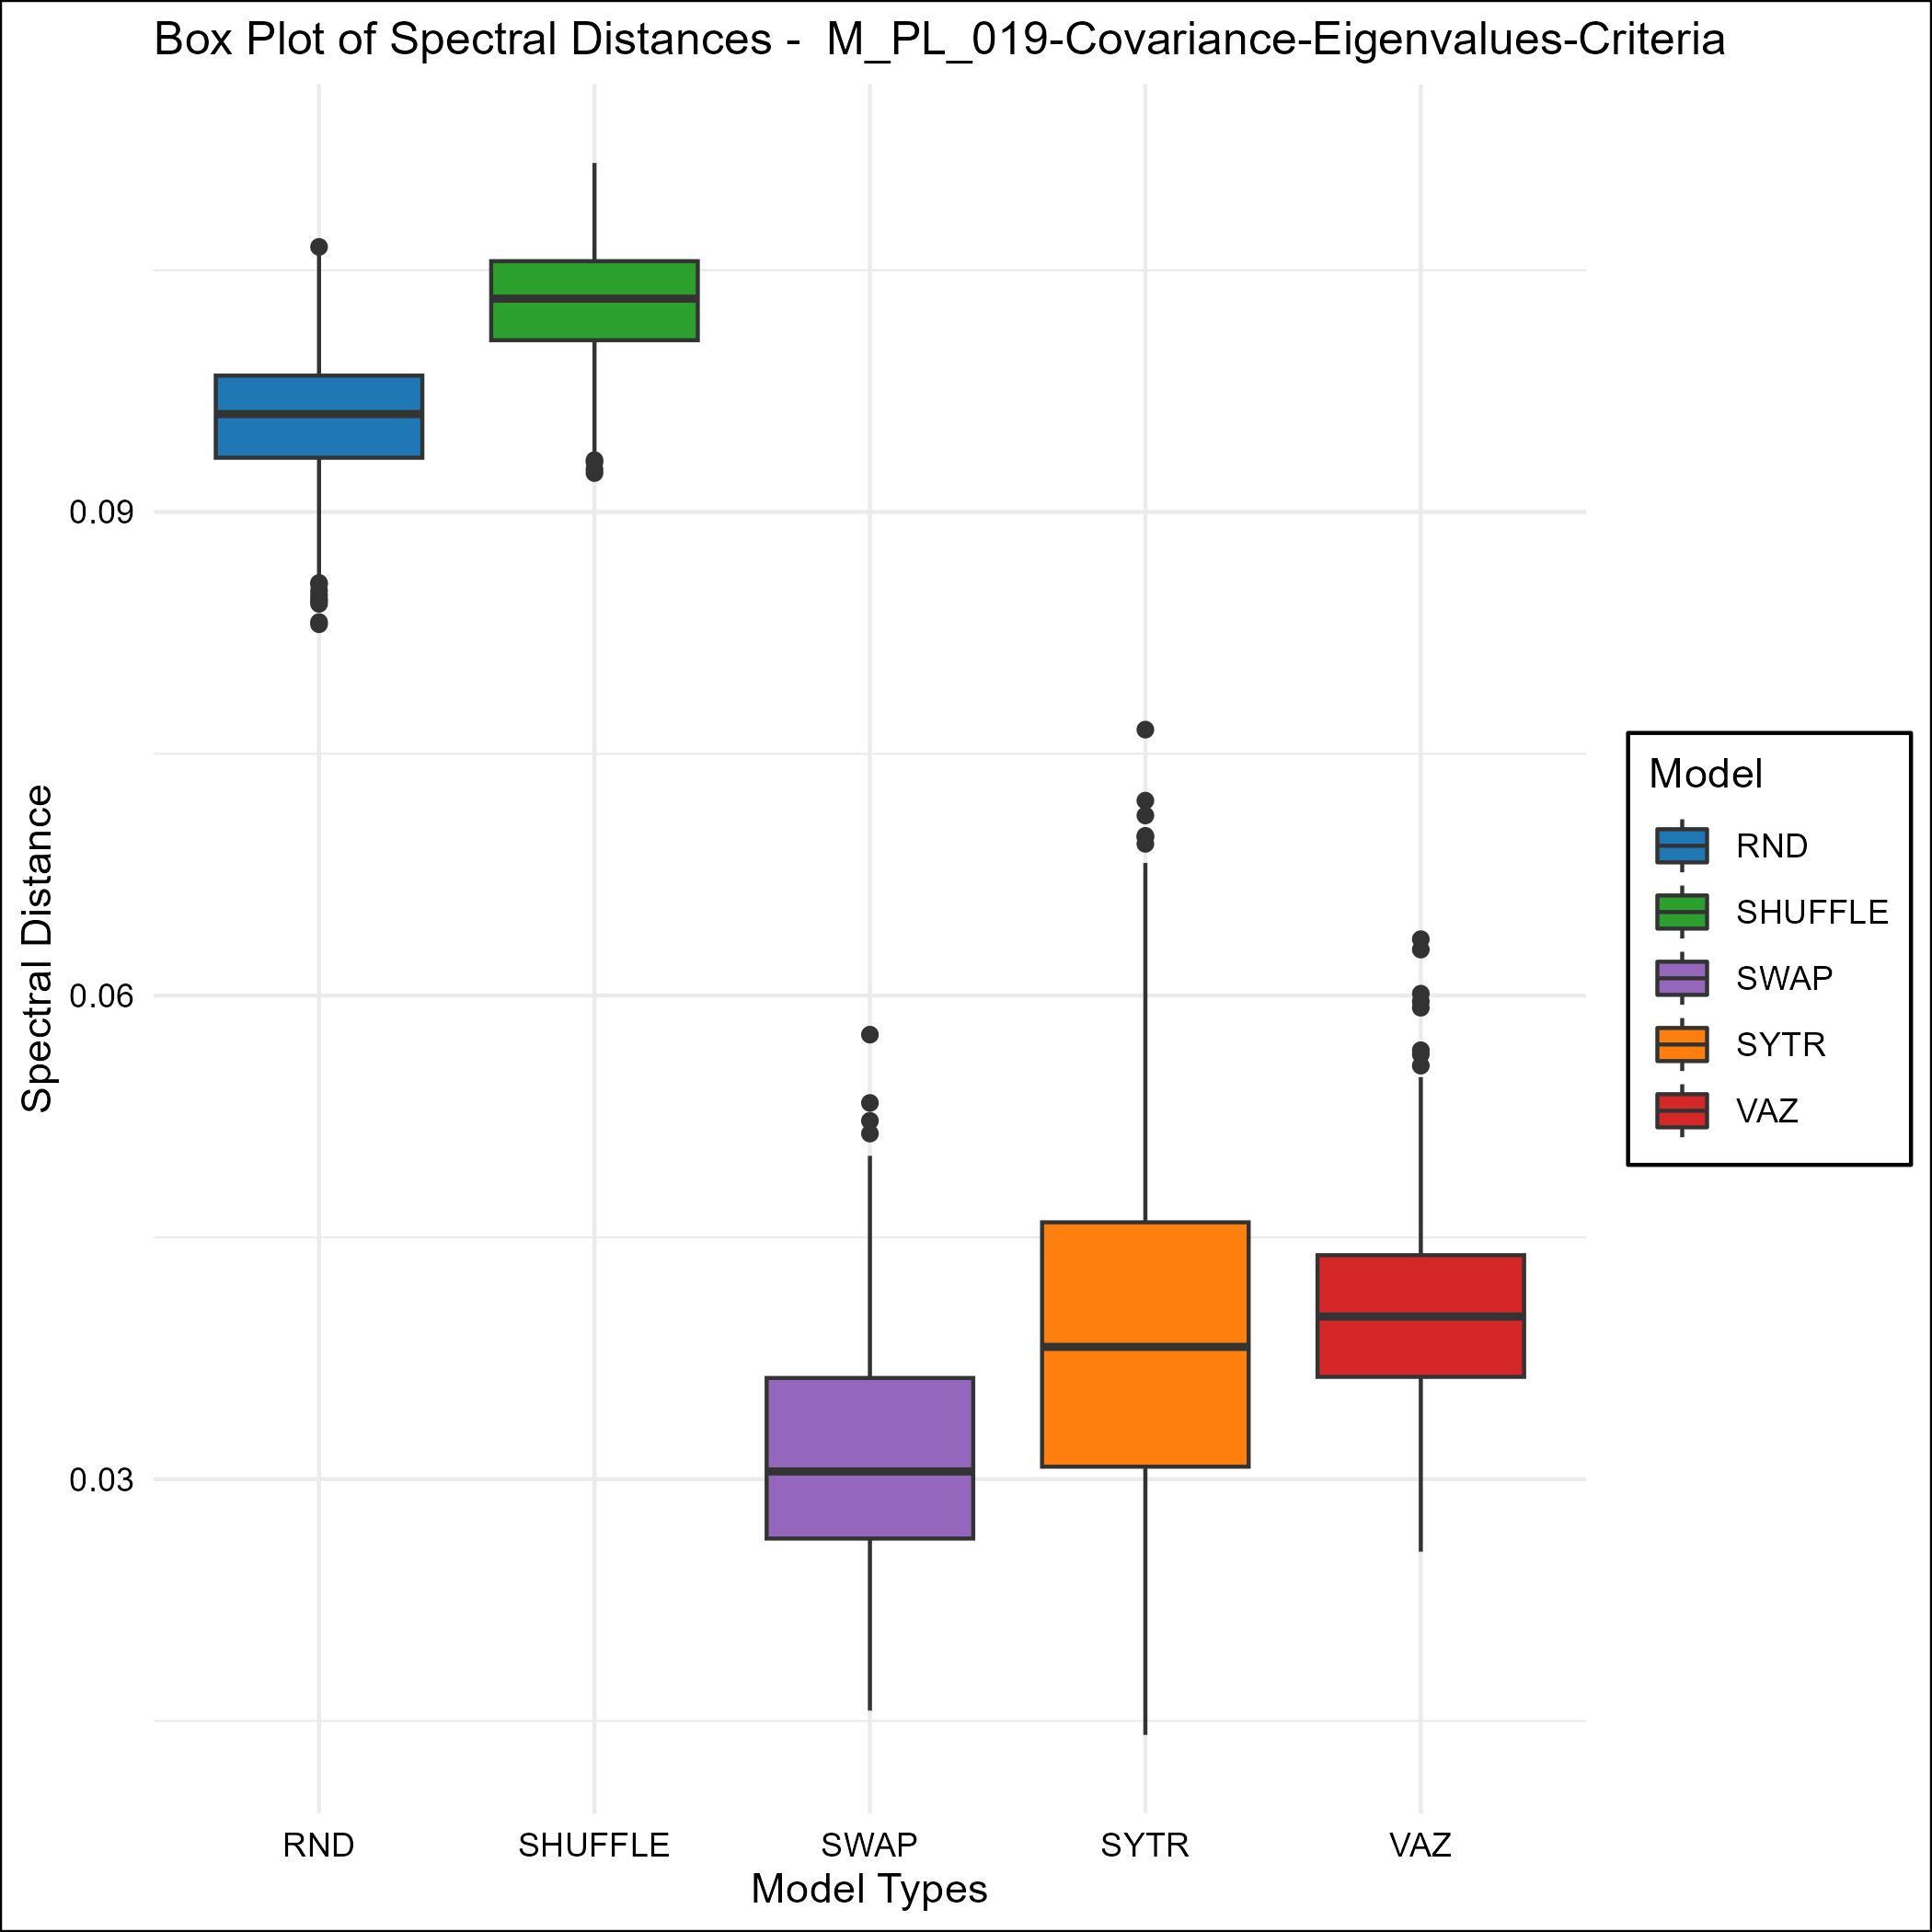 Box Plot of Spectral Distances -  M_PL_019-Covariance-Eigenvalues-Criteria
Spectral Distance
0.09
0.06
0.03
RND
SHUFFLE
SWAP
SYTR
VAZ
Model Types
Model
RND
SHUFFLE
SWAP
SYTR
VAZ